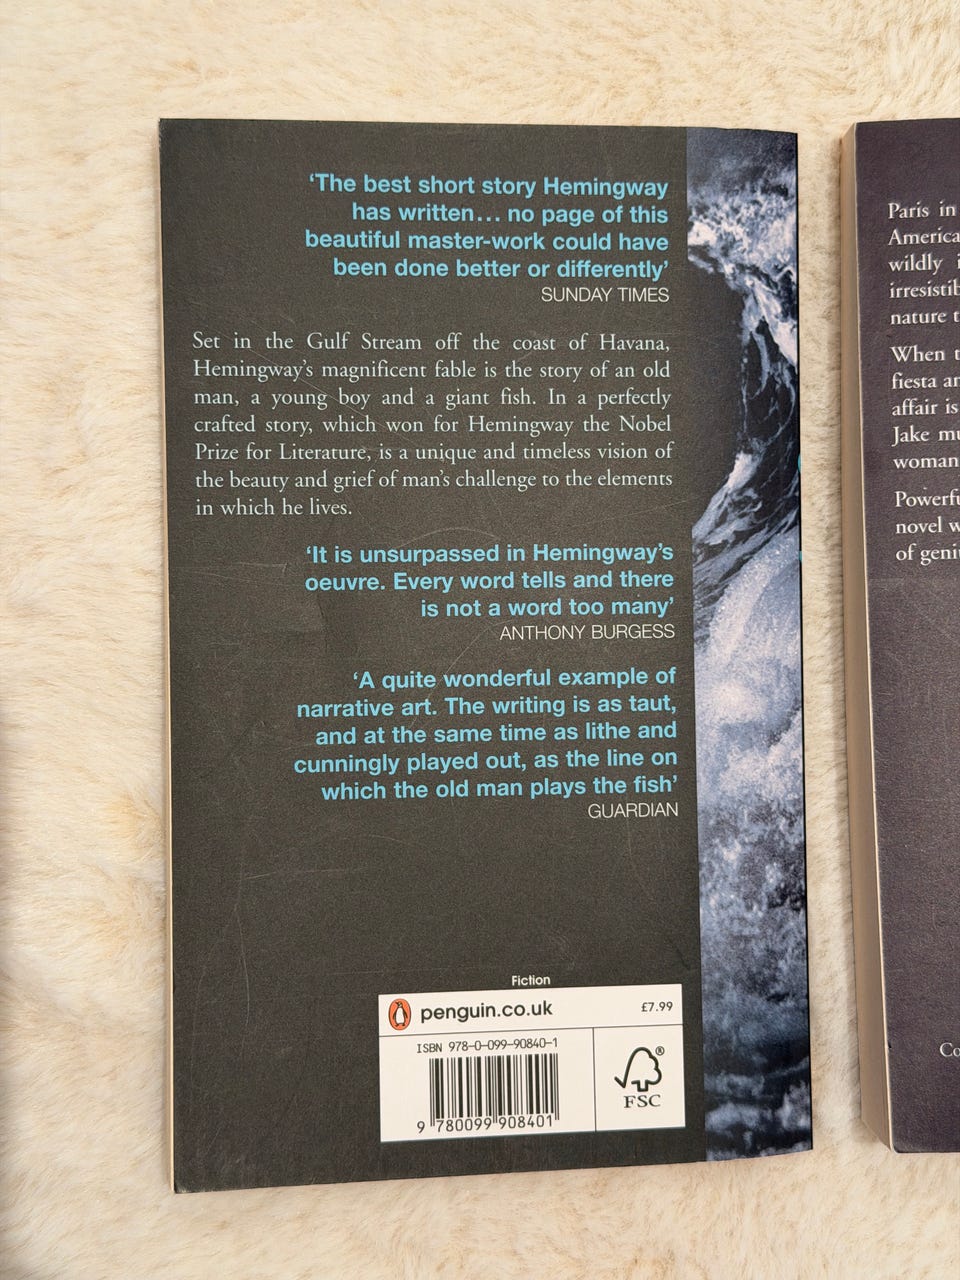 ‘The best short story Hemingway
has written... no page of this
beautiful master-work could have
been done better or differently’
SUNDAY TIMES
Set in the Gulf Stream off the coast of Havana,
Hemingway’s magnificent fable is the story of an old
man, a young boy and a giant fish. In a perfectly
crafted story, which won for Hemingway the Nobel
Prize for Literature, is a unique and timeless vision of
the beauty and grief of man’s challenge to the elements
in which he lives.
‘It is unsurpassed in Hemingway’s
oeuvre. Every word tells and there
is not a word too many’
ANTHONY BURGESS
‘A quite wonderful example of
narrative art. The writing is as taut,
and at the same time as lithe and
cunningly played out, as the line on
which the old man plays the fish’
GUARDIAN
Fiction
penguin.co.uk
£7.99
ISBN 978-0-099-90840-1
9 780099 908401
FSC
Paris in
wildly
nature
When
fiesta
affair is
Jake
woman
novel
of